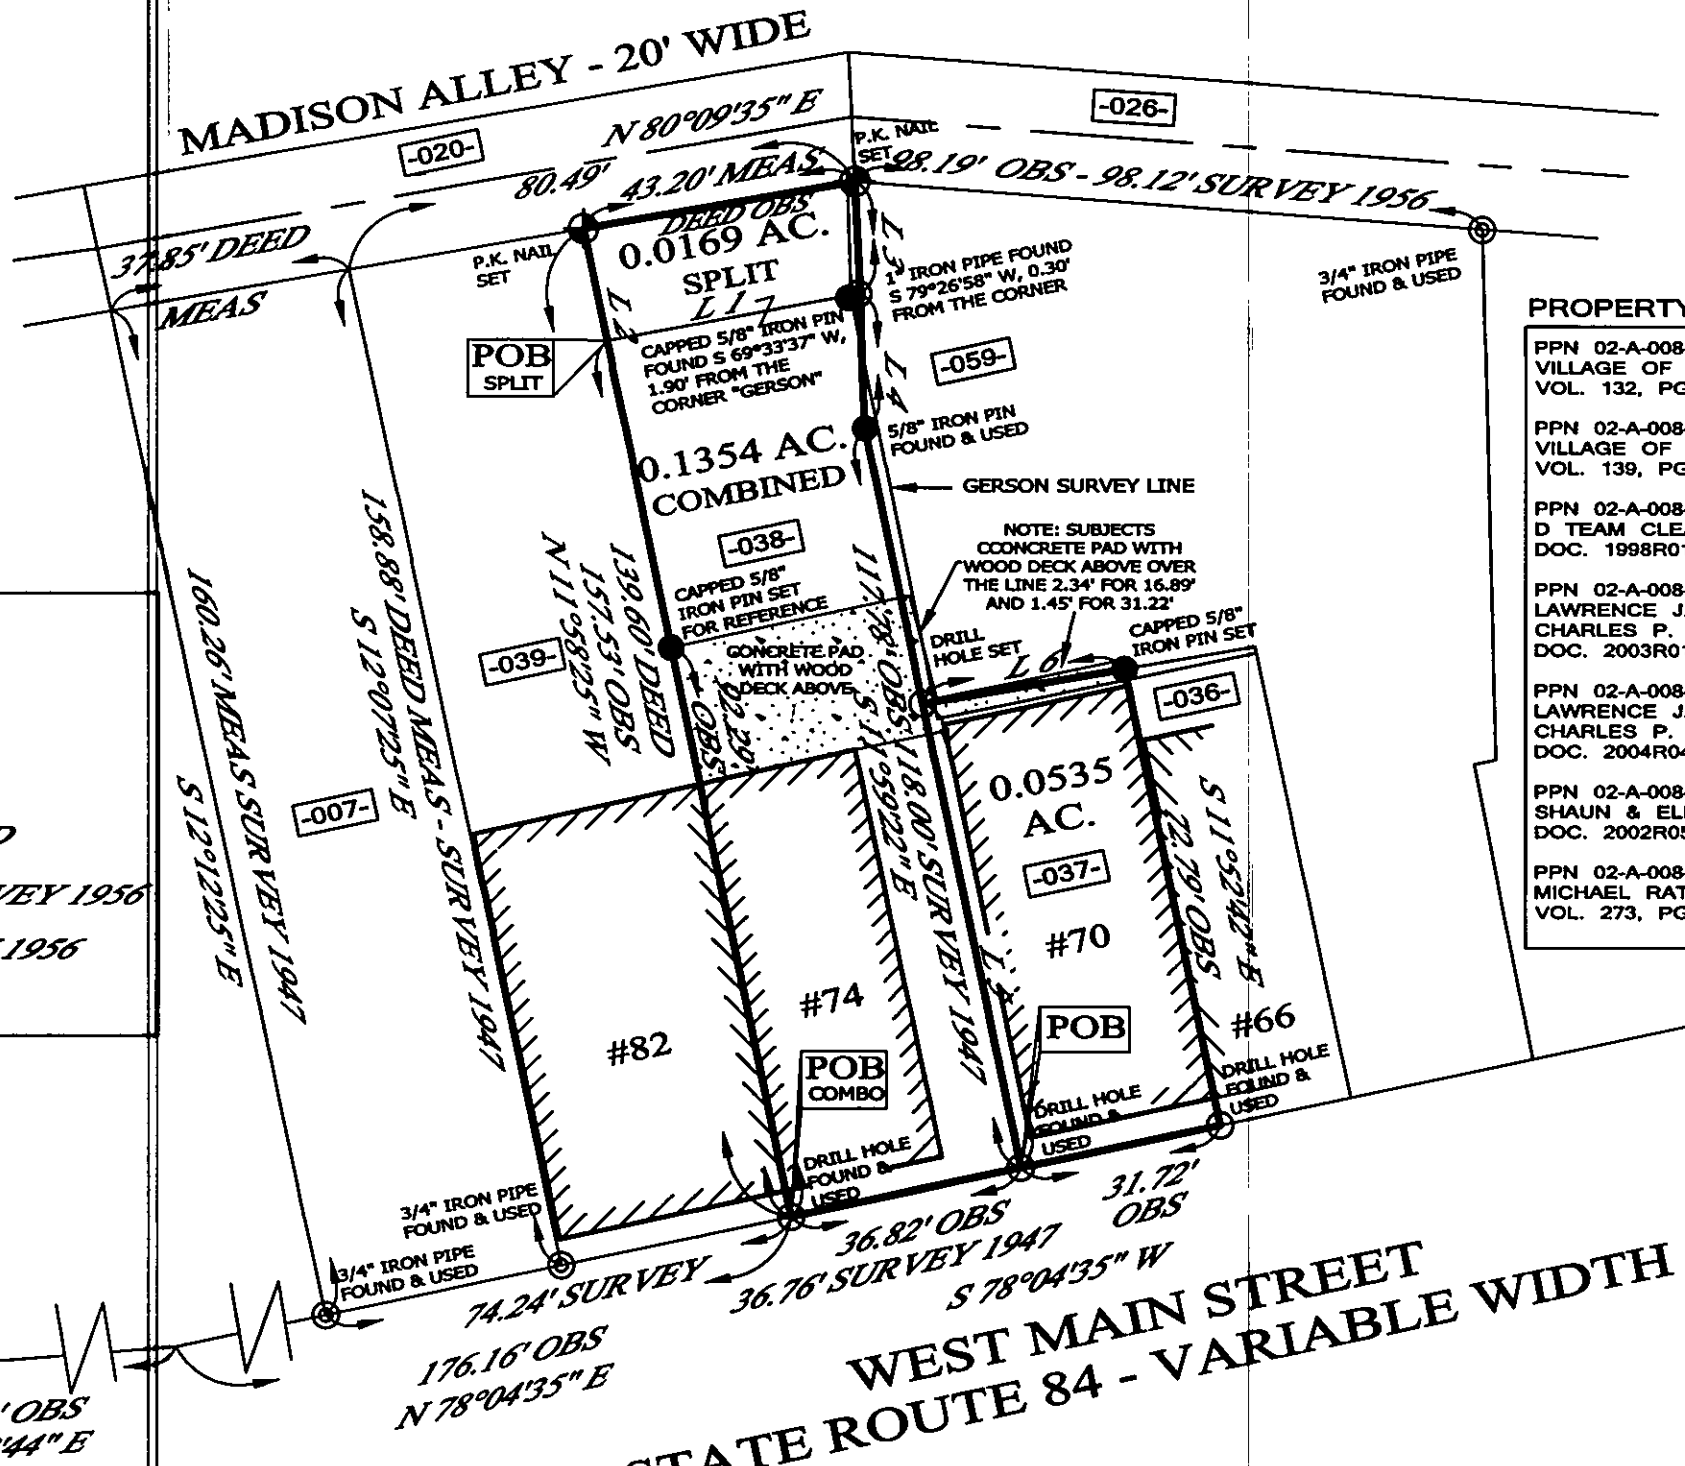 MADISON ALLEY - 20' WIDE
-020-
N 80°09'35" E
80.49'
43.20' MEAS
DEED OBS
P.K. NAIL
SET
98.19' OBS - 98.12' SURVEY 1956
-026-
37.85' DEED
MEAS
P.K. NAIL
SET
0.0169 AC.
SPLIT
L 1
L 2
L 3
1" IRON PIPE FOUND
S 79°26'58" W, 0.30'
FROM THE CORNER
3/4" IRON PIPE
FOUND & USED
POB
SPLIT
CAPPED 5/8" IRON PIN
FOUND S 69°33'37" W,
1.90' FROM THE
CORNER "GERSON"
L 4
-059-
5/8" IRON PIN
FOUND & USED
0.1354 AC.
COMBINED
GERSON SURVEY LINE
-038-
NOTE: SUBJECTS
CCONCRETE PAD WITH
WOOD DECK ABOVE OVER
THE LINE 2.34' FOR 16.89'
AND 1.45' FOR 31.22'
CAPPED 5/8"
IRON PIN SET
FOR REFERENCE
CONCRETE PAD
WITH WOOD
DECK ABOVE
DRILL
HOLE SET
L 6
CAPPED 5/8"
IRON PIN SET
-036-
-039-
139.60' DEED
157.53' OBS
N 11°58'25" W
158.88' DEED MEAS - SURVEY 1947
S 12°07'25" E
160.26' MEAS SURVEY 1947
S 12°12'25" E
-007-
OBS
117.78' OBS 118.00' SURVEY 1947
S 11°59'22" E
0.0535
AC.
-037-
#70
72.79' OBS
S 11°52'42" E
#66
#74
#82
POB
COMBO
POB
DRILL HOLE
FOUND &
USED
DRILL HOLE
FOUND &
USED
DRILL HOLE
FOUND &
USED
3/4" IRON PIPE
FOUND & USED
3/4" IRON PIPE
FOUND & USED
74.24' SURVEY
176.16' OBS
N 78°04'35" E
36.82' OBS
36.76' SURVEY 1947
S 78°04'35" W
31.72'
OBS
WEST MAIN STREET
STATE ROUTE 84 - VARIABLE WIDTH
VEY 1956
1956
' OBS
'44" E
PROPERTY
PPN 02-A-008-
VILLAGE OF
VOL. 132, PG
PPN 02-A-008-
VILLAGE OF
VOL. 139, PG
PPN 02-A-008-
D TEAM CLE
DOC. 1998R01
PPN 02-A-008-
LAWRENCE J.
CHARLES P.
DOC. 2003R01
PPN 02-A-008-
LAWRENCE J.
CHARLES P.
DOC. 2004R04
PPN 02-A-008-
SHAUN & ELI
DOC. 2002R05
PPN 02-A-008-
MICHAEL RAT
VOL. 273, PG